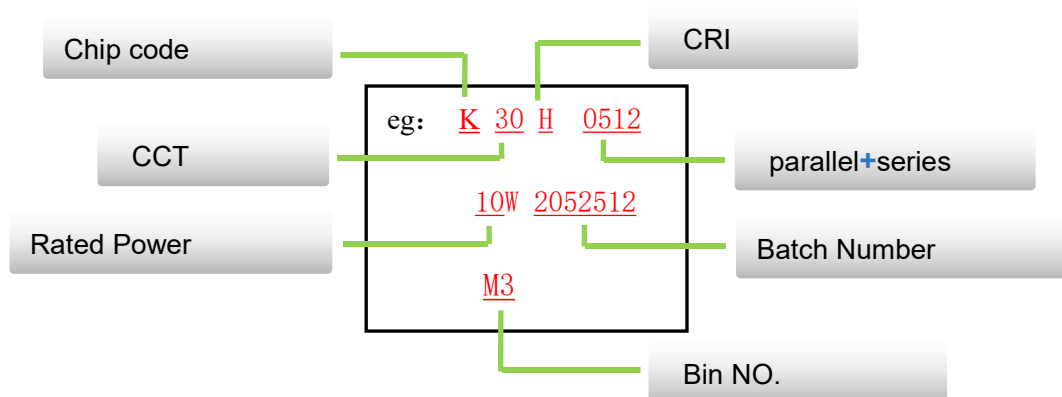 Chip code
CRI
eg： K 30 H 0512
CCT
parallel+series
10W 2052512
Rated Power
Batch Number
M3
Bin NO.